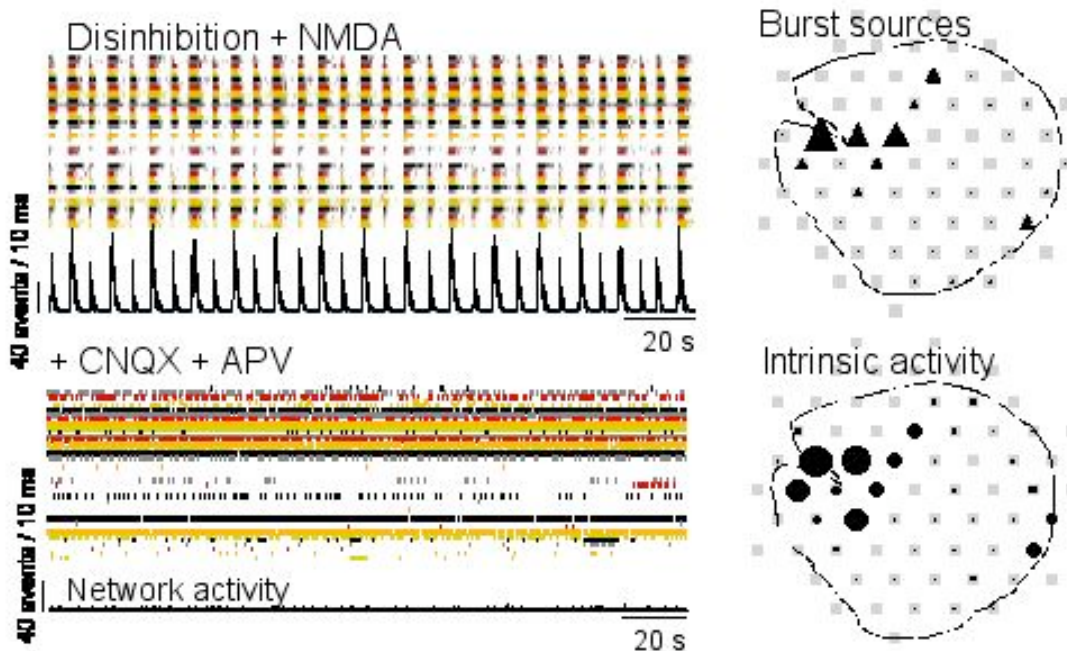 Disinhibition + NMDA
Burst sources
40 events / 10 ms
20 s
+ CNQX + APV
Intrinsic activity
40 events / 10 ms
Network activity
20 s